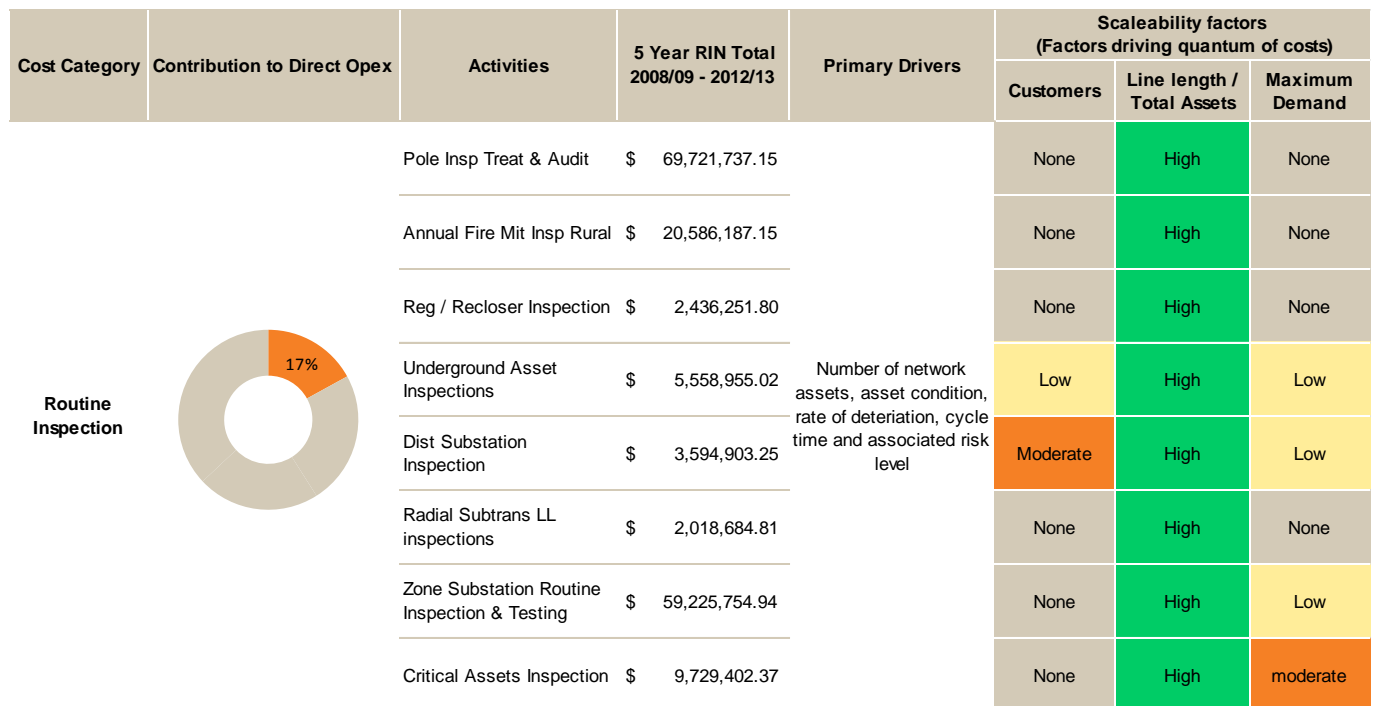 Cost Category
Contribution to Direct Opex
Activities
5 Year RIN Total
2008/09 - 2012/13
Primary Drivers
Scaleability factors
(Factors driving quantum of costs)
Customers
Line length /
Total Assets
Maximum
Demand
Routine
Inspection
17%
Pole Insp Treat & Audit $ 69,721,737.15
None High None
Annual Fire Mit Insp Rural $ 20,586,187.15
None High None
Reg / Recloser Inspection $ 2,436,251.80
None High None
Underground Asset
Inspections
$ 5,558,955.02
Low High Low
Dist Substation
Inspection
$ 3,594,903.25
Moderate High Low
Radial Subtrans LL
inspections
$ 2,018,684.81
None High None
Zone Substation Routine
Inspection & Testing
$ 59,225,754.94
None High Low
Critical Assets Inspection $ 9,729,402.37
None High moderate
Number of network
assets, asset condition,
rate of deteriation, cycle
time and associated risk
level